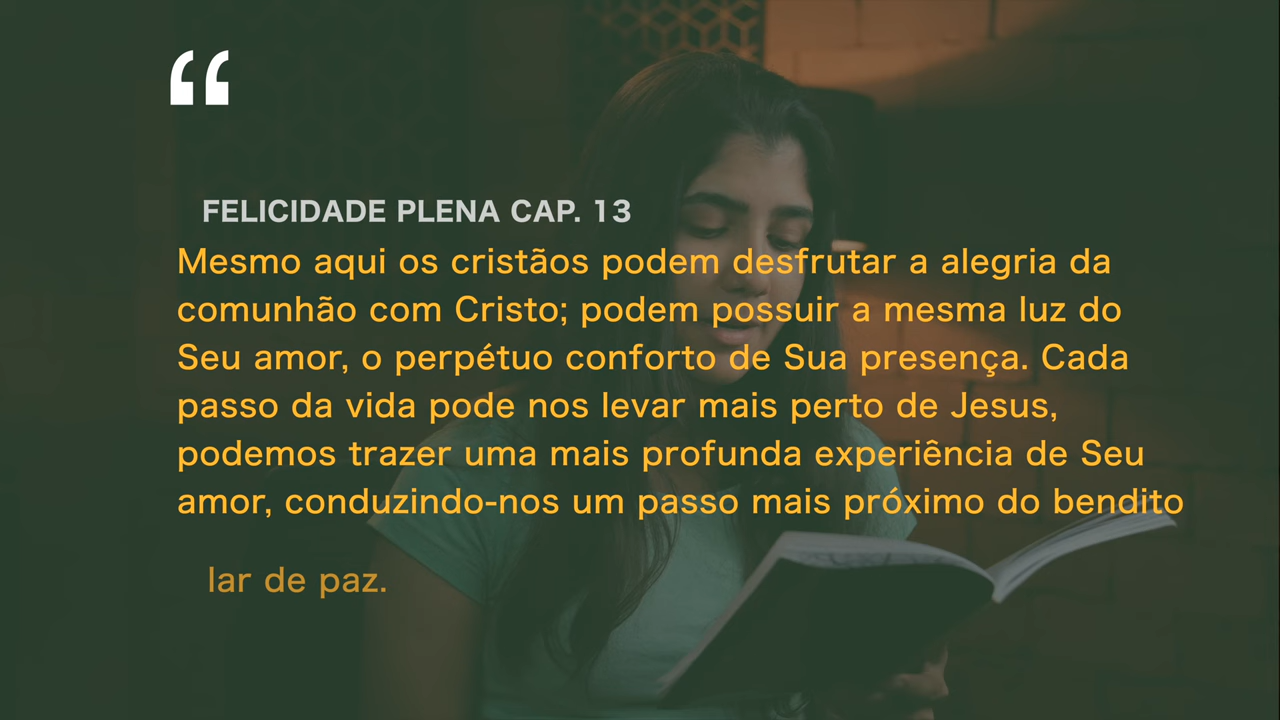 “
FELICIDADE PLENA CAP. 13
Mesmo aqui os cristãos podem desfrutar a alegria da
comunhão com Cristo; podem possuir a mesma luz do
Seu amor, o perpétuo conforto de Sua presença. Cada
passo da vida pode nos levar mais perto de Jesus,
podemos trazer uma mais profunda experiência de Seu
amor, conduzindo-nos um passo mais próximo do bendito
lar de paz.